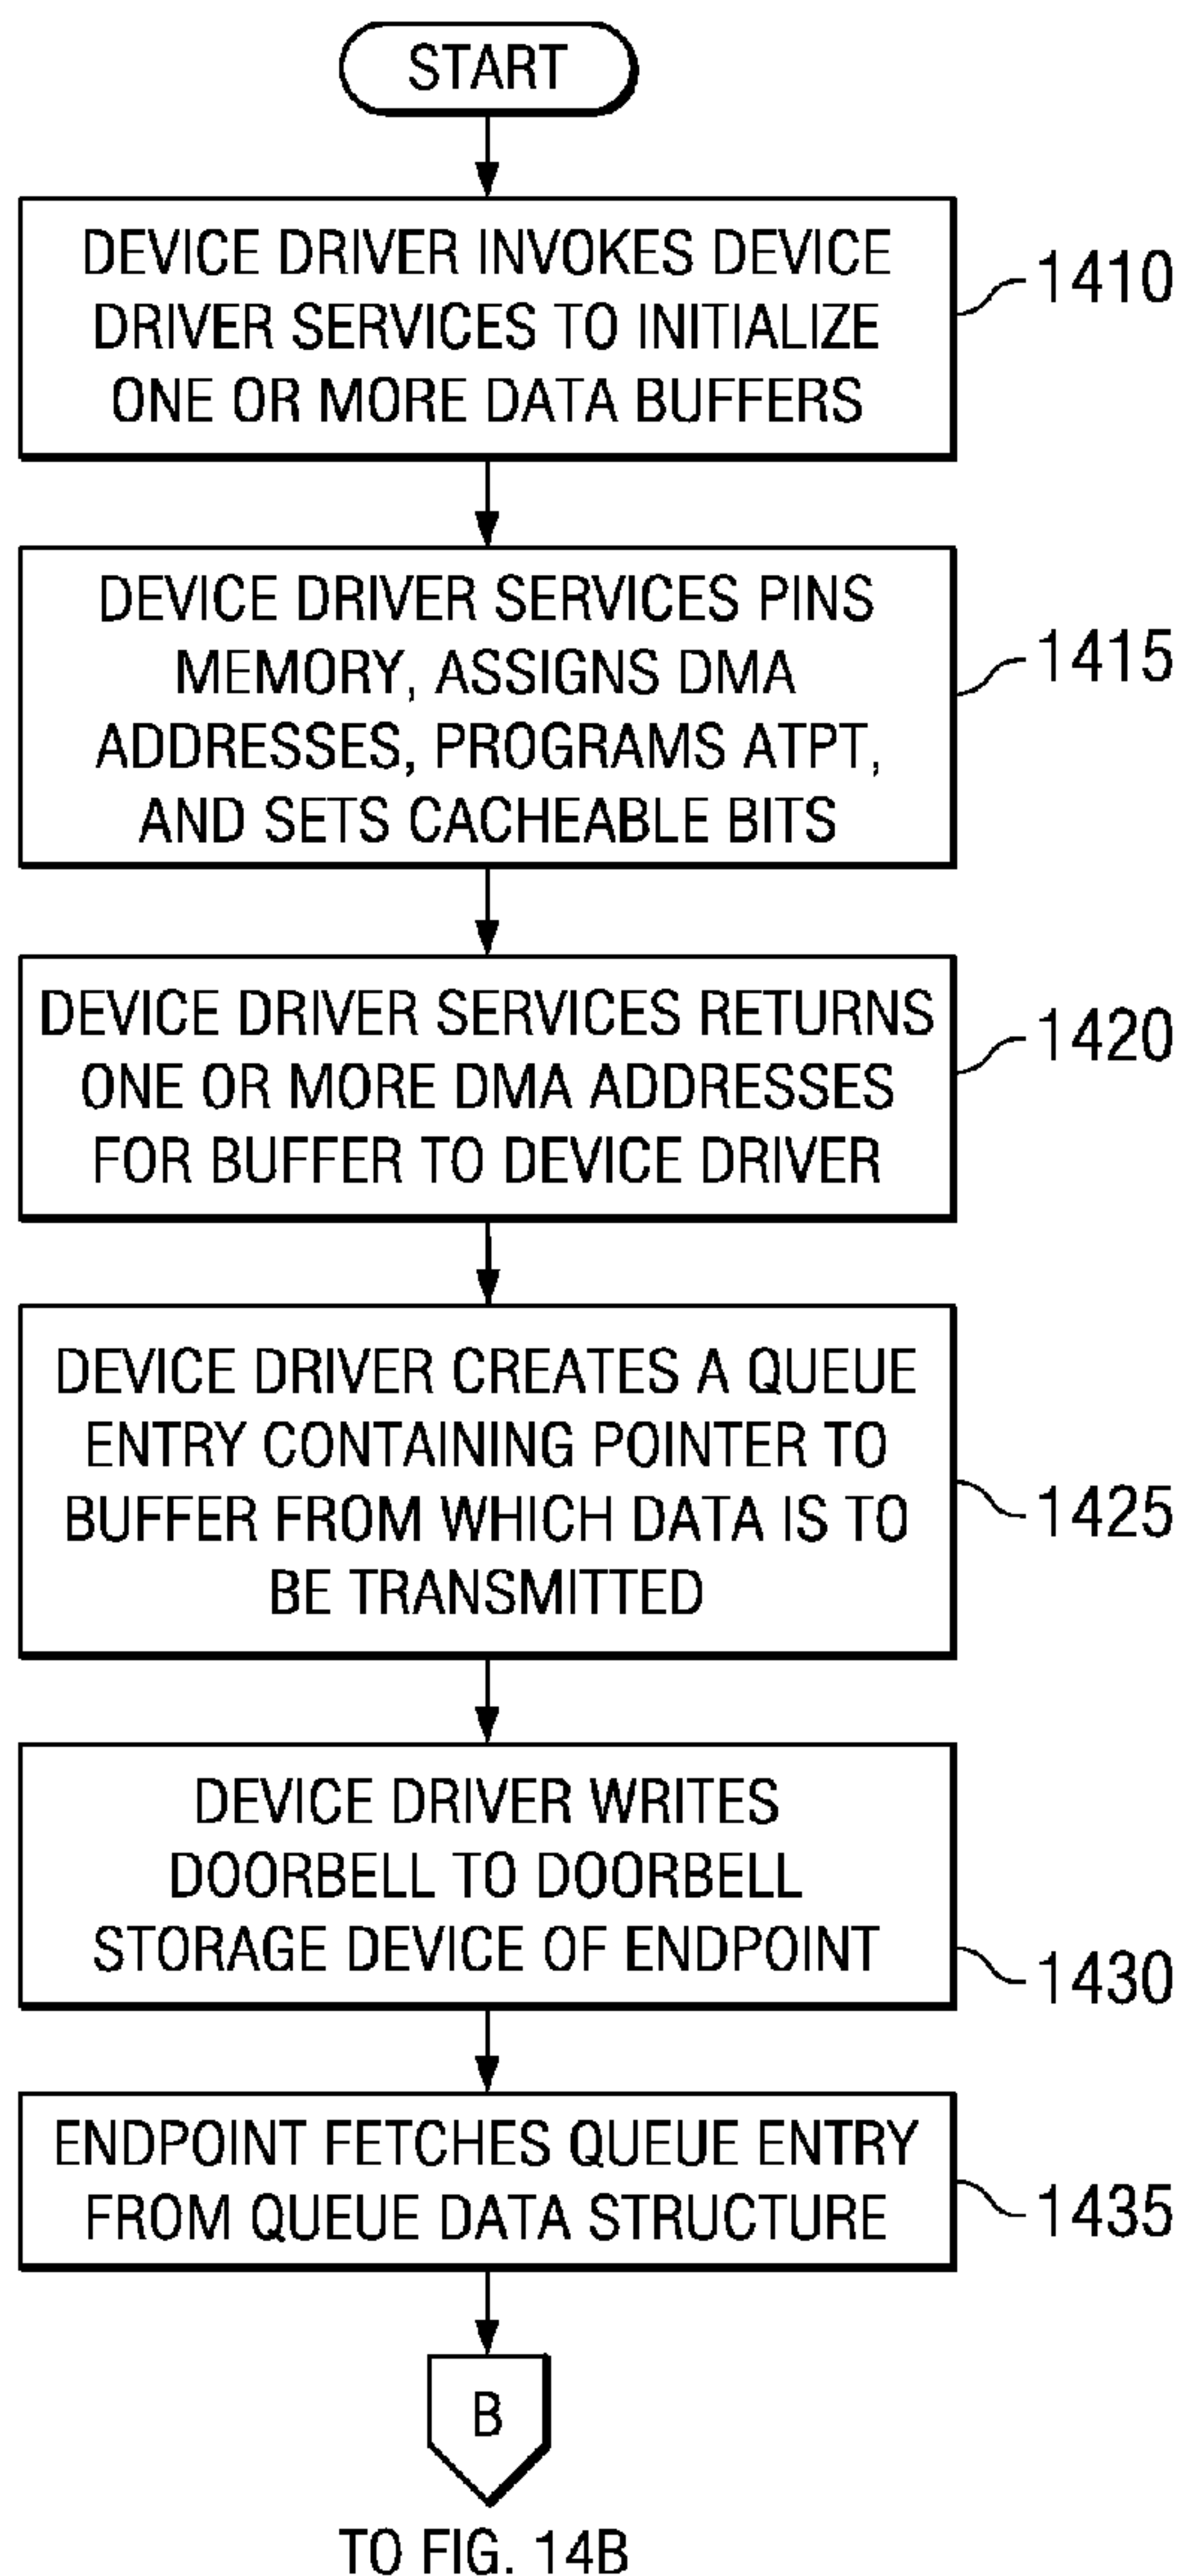 START
DEVICE DRIVER INVOKES DEVICE
DRIVER SERVICES TO INITIALIZE
ONE OR MORE DATA BUFFERS
1410
DEVICE DRIVER SERVICES PINS
MEMORY, ASSIGNS DMA
ADDRESSES, PROGRAMS ATPT,
AND SETS CACHEABLE BITS
1415
DEVICE DRIVER SERVICES RETURNS
ONE OR MORE DMA ADDRESSES
FOR BUFFER TO DEVICE DRIVER
1420
DEVICE DRIVER CREATES A QUEUE
ENTRY CONTAINING POINTER TO
BUFFER FROM WHICH DATA IS TO
BE TRANSMITTED
1425
DEVICE DRIVER WRITES
DOORBELL TO DOORBELL
STORAGE DEVICE OF ENDPOINT
1430
ENDPOINT FETCHES QUEUE ENTRY
FROM QUEUE DATA STRUCTURE
1435
B
TO FIG. 14B